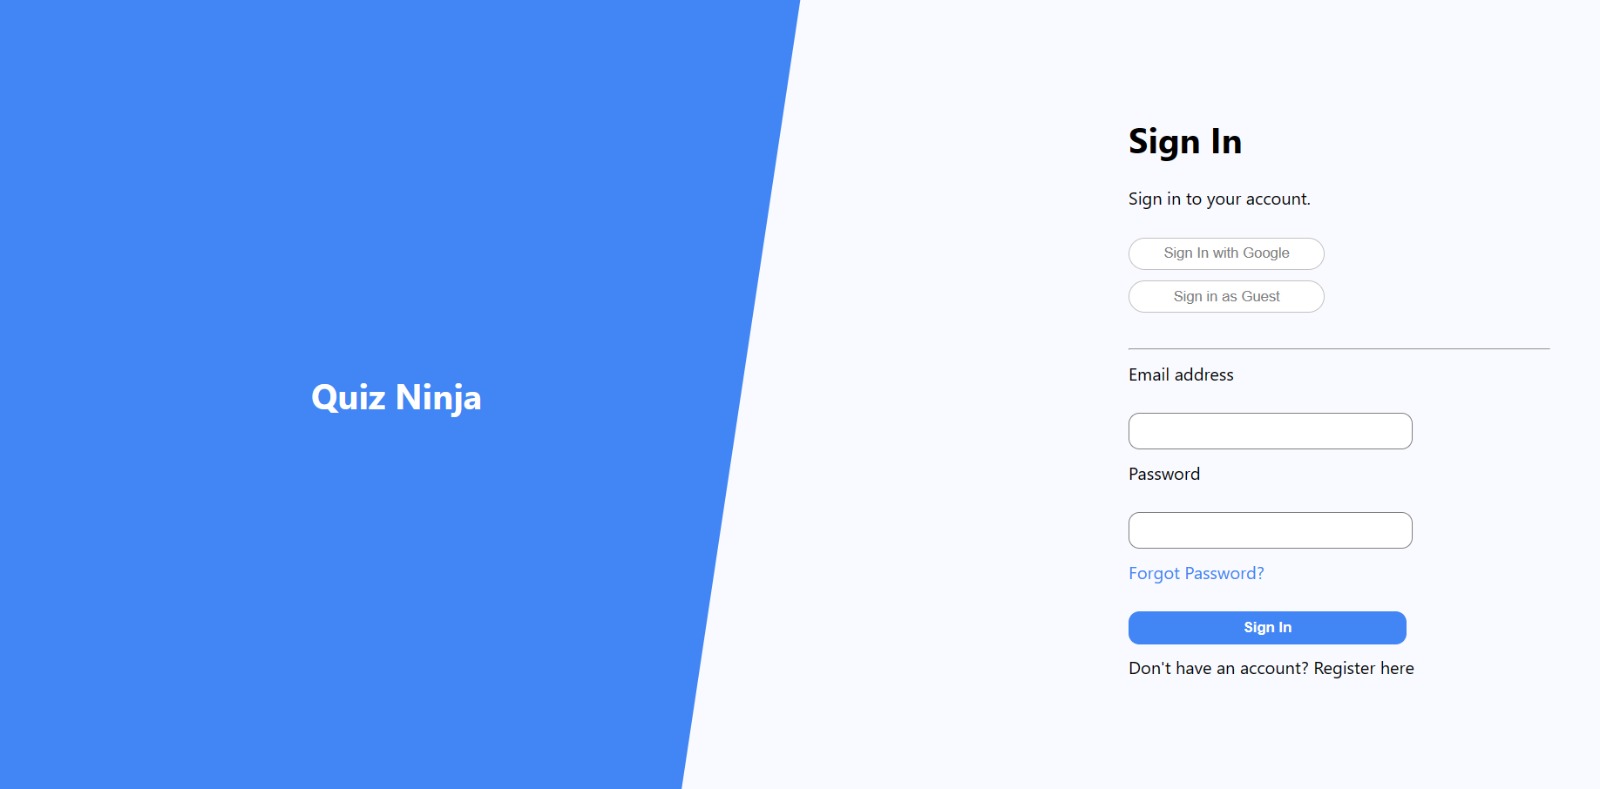 Quiz Ninja
Sign In
Sign in to your account.
Sign In with Google
Sign in as Guest
Email address
Password
Forgot Password?
Sign In
Don't have an account? Register here